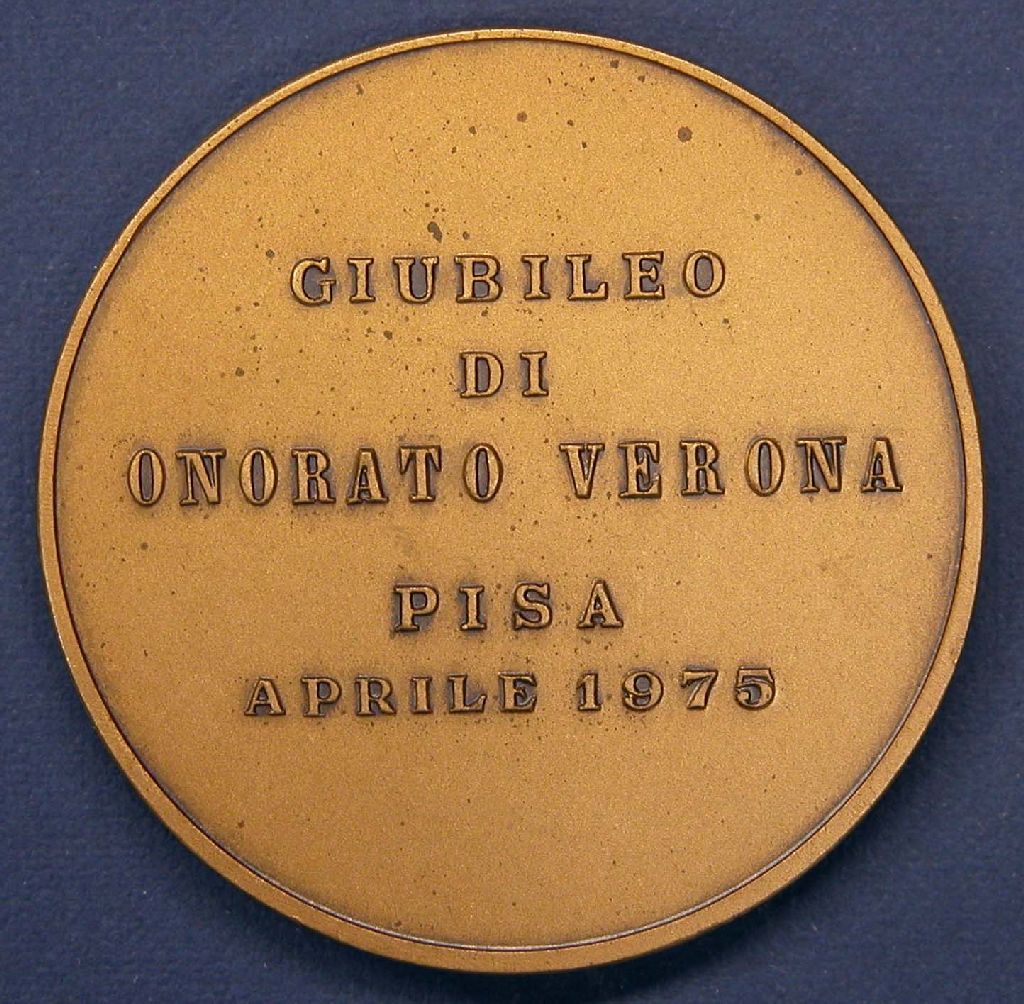 GIUBILEO
DI
ONORATO VERONA
PISA
APRILE 1975